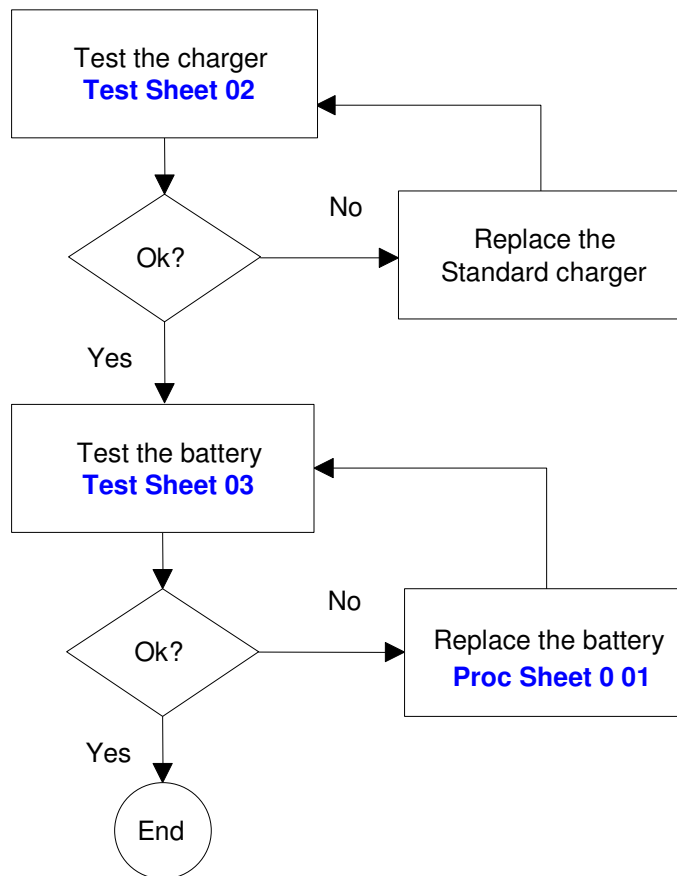 Test the charger
Test Sheet 02
No
Replace the
Standard charger
Ok?
Yes
Test the battery
Test Sheet 03
No
Replace the battery
Proc Sheet 0 01
Ok?
Yes
End